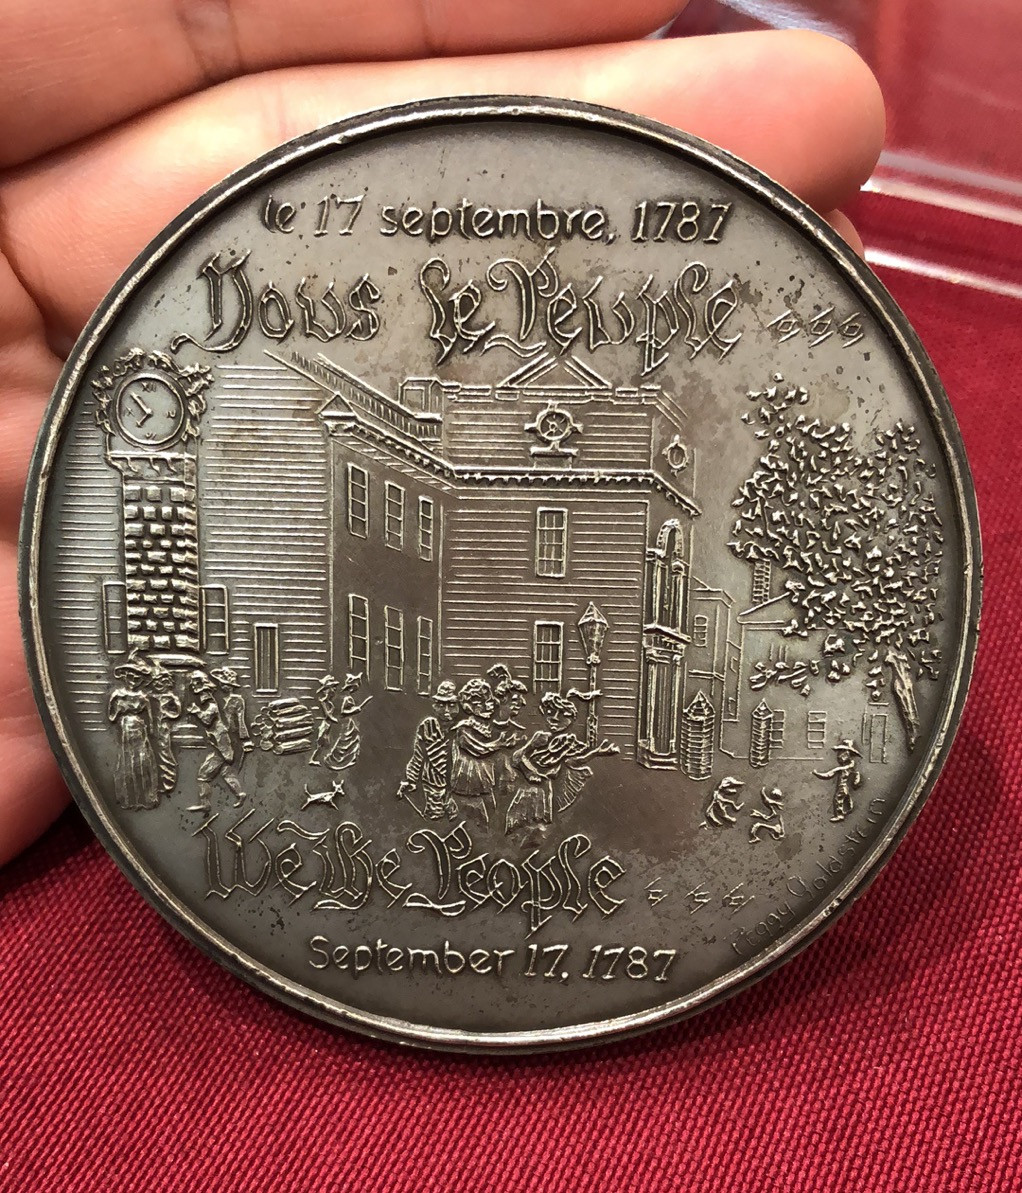 le 17 septembre, 1787
Nous le Peuple
We the People
September 17, 1787
Peggy Goldstein